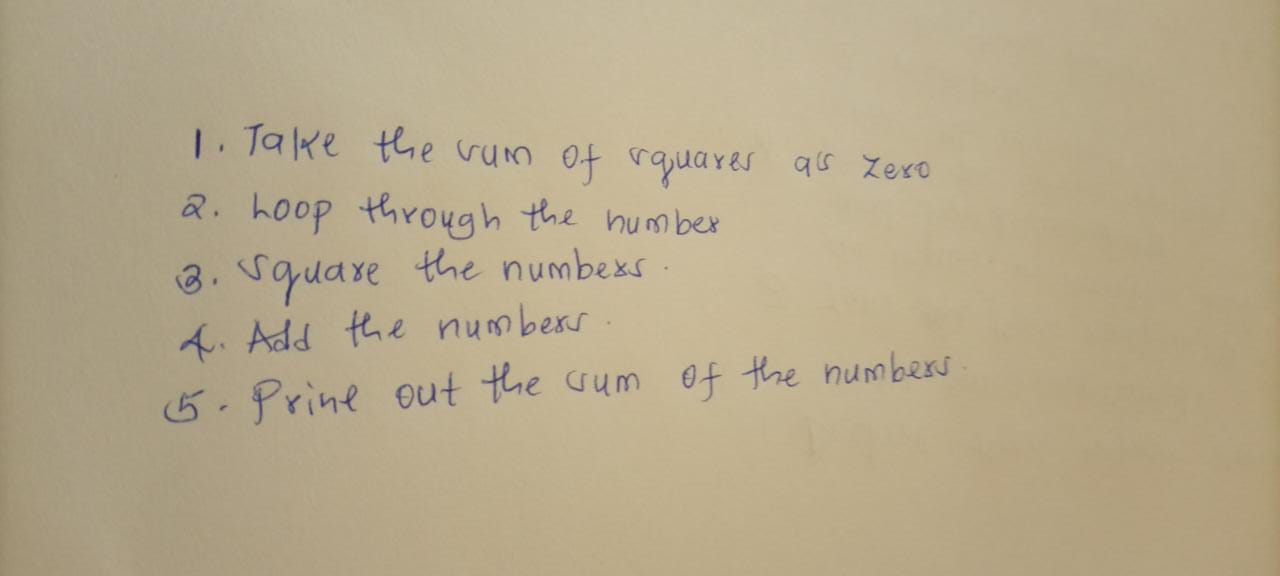 1. Take the sum of squares as zero
2. Loop through the number
3. Square the numbers.
4. Add the numbers.
5. Print out the sum of the numbers.